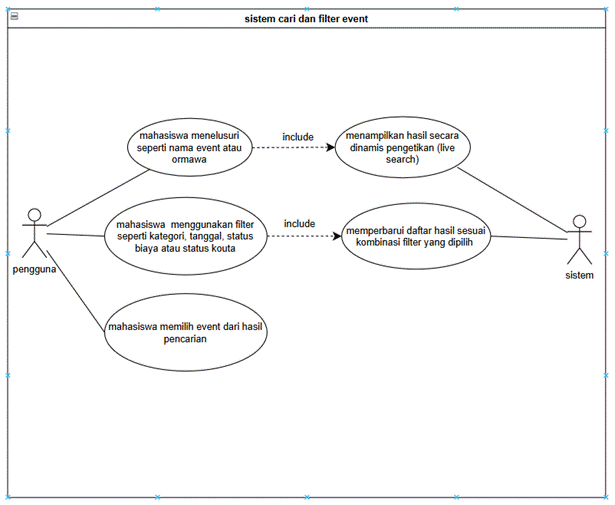 sistem cari dan filter event
mahasiswa menelusuri
seperti nama event atau
ormawa
include
menampilkan hasil secara
dinamis pengetikan (live
search)
mahasiswa  menggunakan filter
seperti kategori, tanggal, status
biaya atau status kouta
include
memperbarui daftar hasil sesuai
kombinasi filter yang dipilih
pengguna
sistem
mahasiswa memilih event dari hasil
pencarian